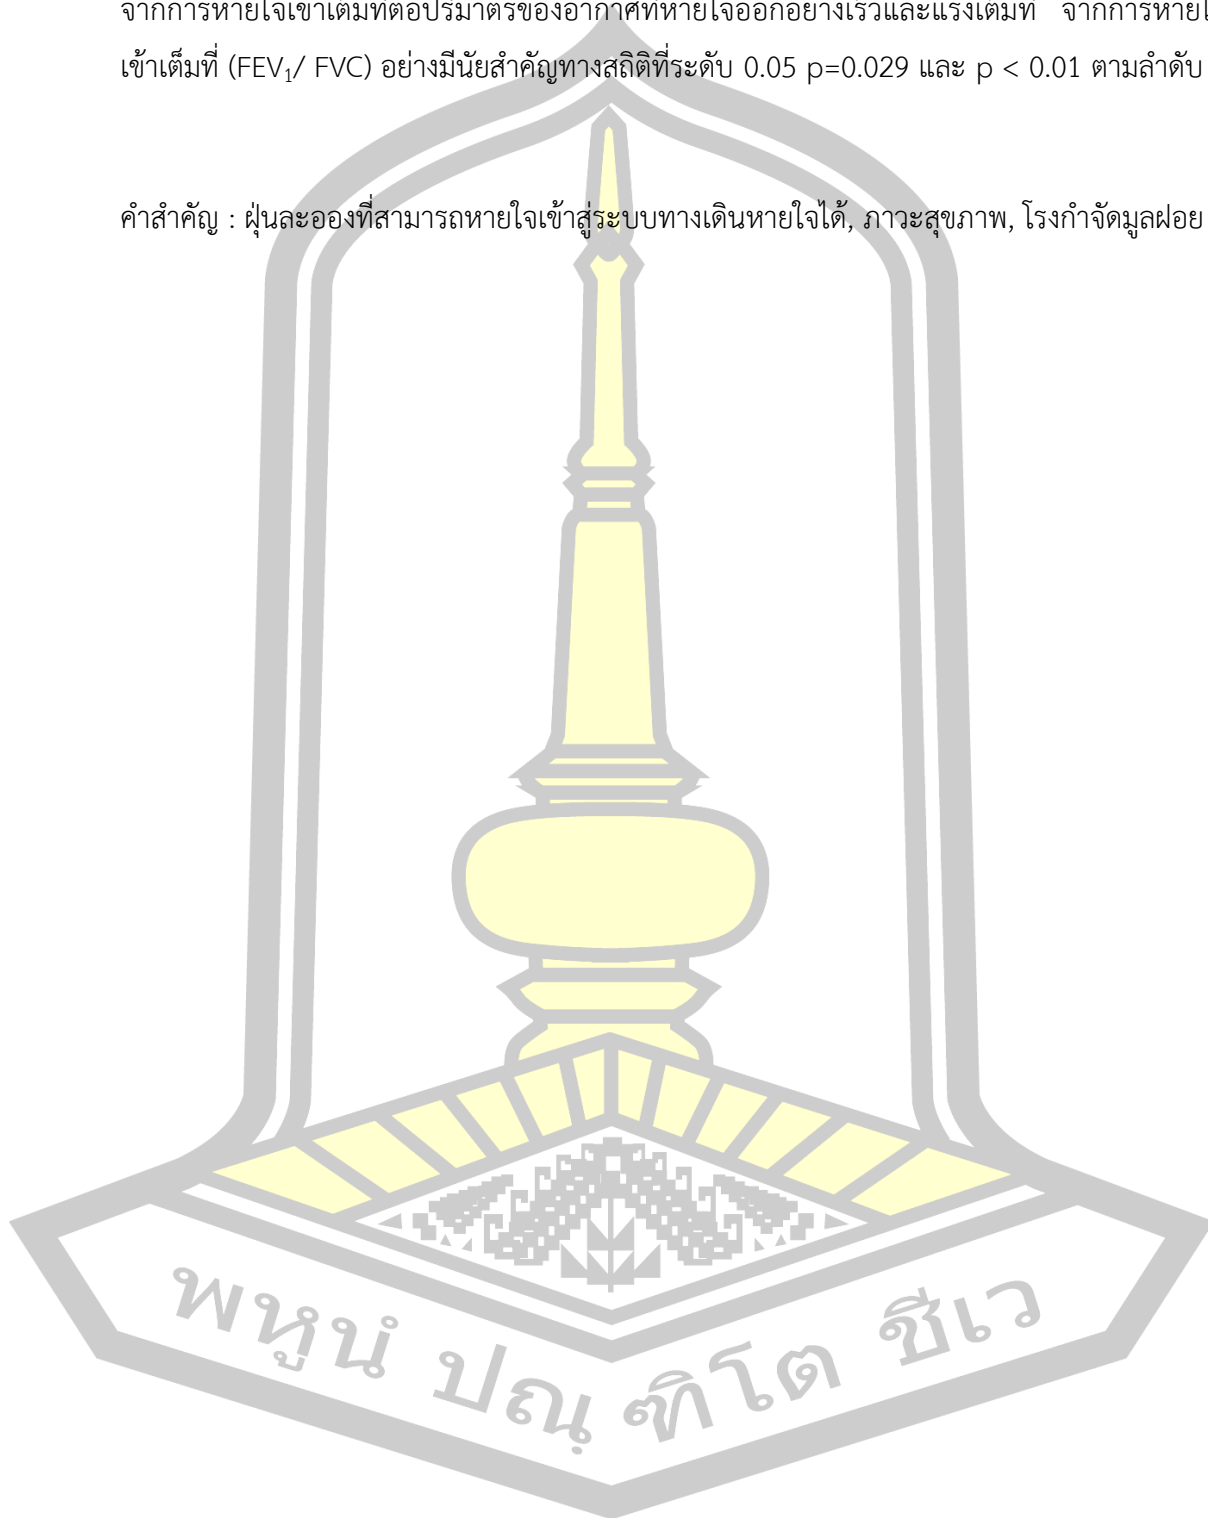 จากการหายใจเข้าเต็มที่ต่อปริมาตรของอากาศที่หายใจออกอย่างเร็วและแรงเต็มที่ จากการหายใ
เข้าเต็มที่ (FEV₁/ FVC) อย่างมีนัยสำคัญทางสถิติที่ระดับ 0.05 p=0.029 และ p < 0.01 ตามลำดับ
คำสำคัญ : ฝุ่นละอองที่สามารถหายใจเข้าสู่ระบบทางเดินหายใจได้, ภาวะสุขภาพ, โรงกำจัดมูลฝอย
พหูนํ ปณฺฑิโต ชีเว